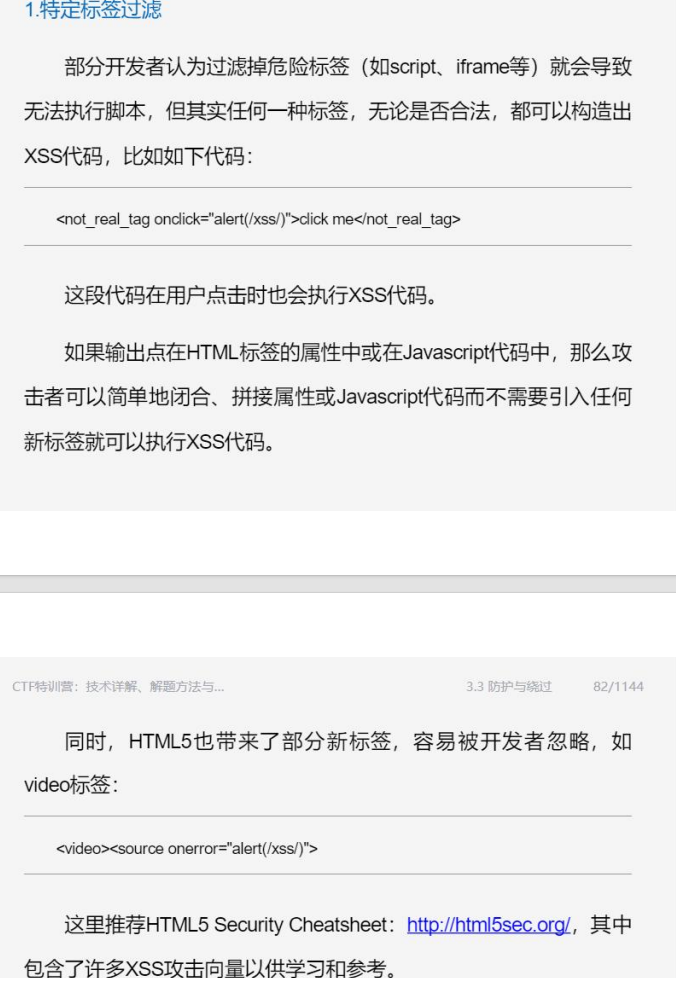 1.特定标签过滤
部分开发者认为过滤掉危险标签（如script、iframe等）就会导致
无法执行脚本，但其实任何一种标签，无论是否合法，都可以构造出
XSS代码，比如如下代码：
<not_real_tag onclick="alert(/xss/)">click me</not_real_tag>
这段代码在用户点击时也会执行XSS代码。
如果输出点在HTML标签的属性中或在Javascript代码中，那么攻
击者可以简单地闭合、拼接属性或Javascript代码而不需要引入任何
新标签就可以执行XSS代码。
CTF特训营：技术详解、解题方法与... 3.3 防护与绕过 82/1144
同时，HTML5也带来了部分新标签，容易被开发者忽略，如
video标签：
<video><source onerror="alert(/xss/)">
这里推荐HTML5 Security Cheatsheet：http://html5sec.org/，其中
包含了许多XSS攻击向量以供学习和参考。